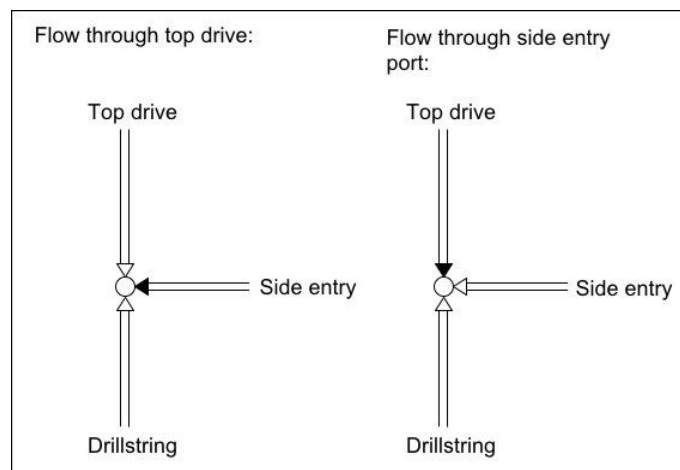 Flow through top drive:
Top drive
Side entry
Drillstring
Flow through side entry
port:
Top drive
Side entry
Drillstring